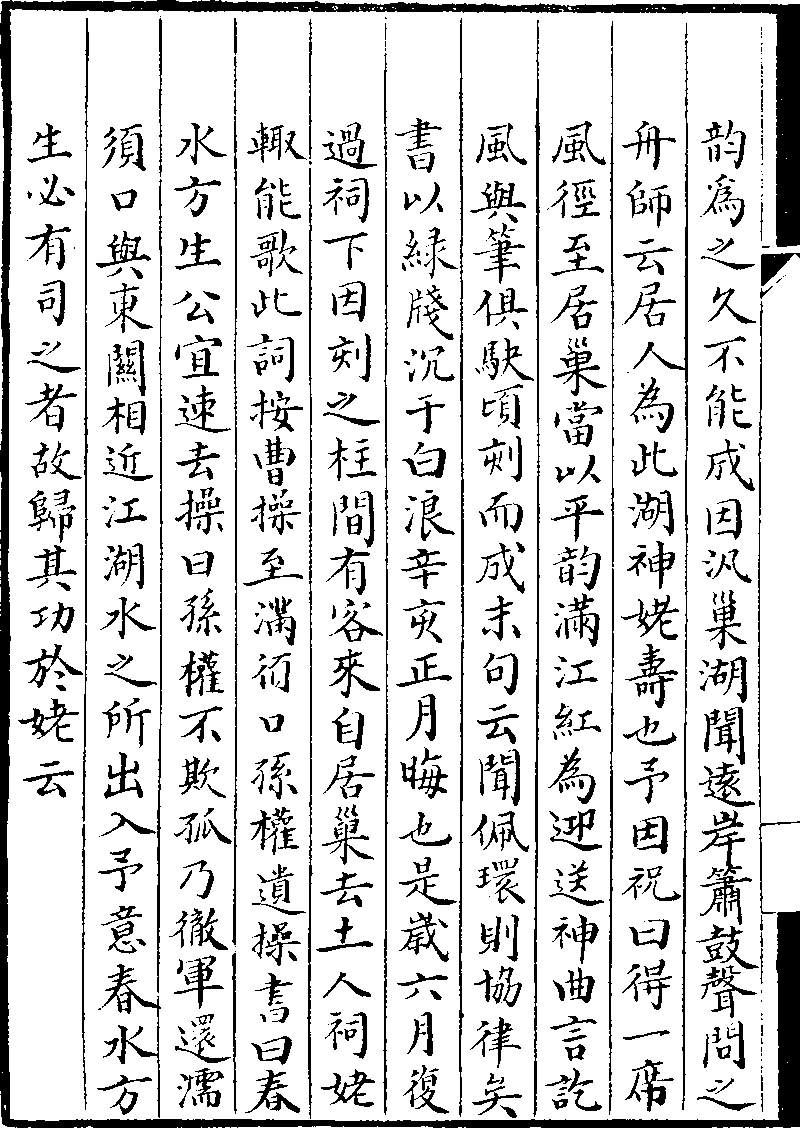 韵爲之久不能成因汎巢湖聞遠岸簫鼓聲問之
舟師云居人為此湖神姥壽也予因祝曰得一席
風徑至居巢當以平韵滿江紅為迎送神曲言訖
風與筆俱駛頃刻而成末句云聞佩環則協律矣
書以緑牋沉于白浪辛亥正月晦也是歲六月復
過祠下因刻之柱間有客來自居巢去土人祠姥
輙能歌此詞按曹操至濡須口孫權遺操書曰春
水方生公宜速去操曰孫權不欺孤乃徹軍還濡
須口與東關相近江湖水之所出入予意春水方
生必有司之者故歸其功於姥云